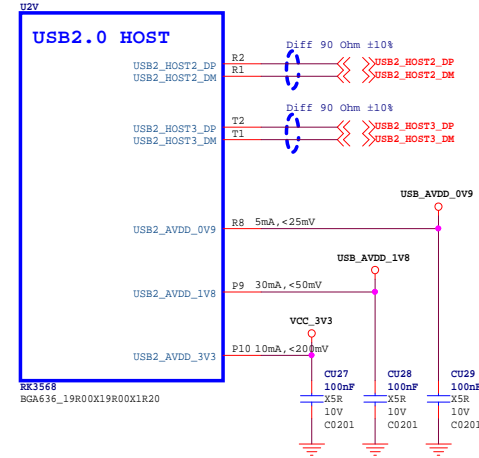 U2V
USB2.0 HOST
Diff 90 Ohm ±10%
USB2_HOST2_DP R2 USB2_HOST2_DP
USB2_HOST2_DM R1 USB2_HOST2_DM
Diff 90 Ohm ±10%
USB2_HOST3_DP T2 USB2_HOST3_DP
USB2_HOST3_DM T1 USB2_HOST3_DM
USB_AVDD_0V9
USB2_AVDD_0V9 R8 5mA,<25mV
USB_AVDD_1V8
USB2_AVDD_1V8 P9 30mA,<50mV
VCC_3V3
USB2_AVDD_3V3 P10 10mA,<200mV
CU27 CU28 CU29
100nF 100nF 100nF
X5R X5R X5R
10V 10V 10V
C0201 C0201 C0201
RK3568
BGA636_19R00X19R00X1R20